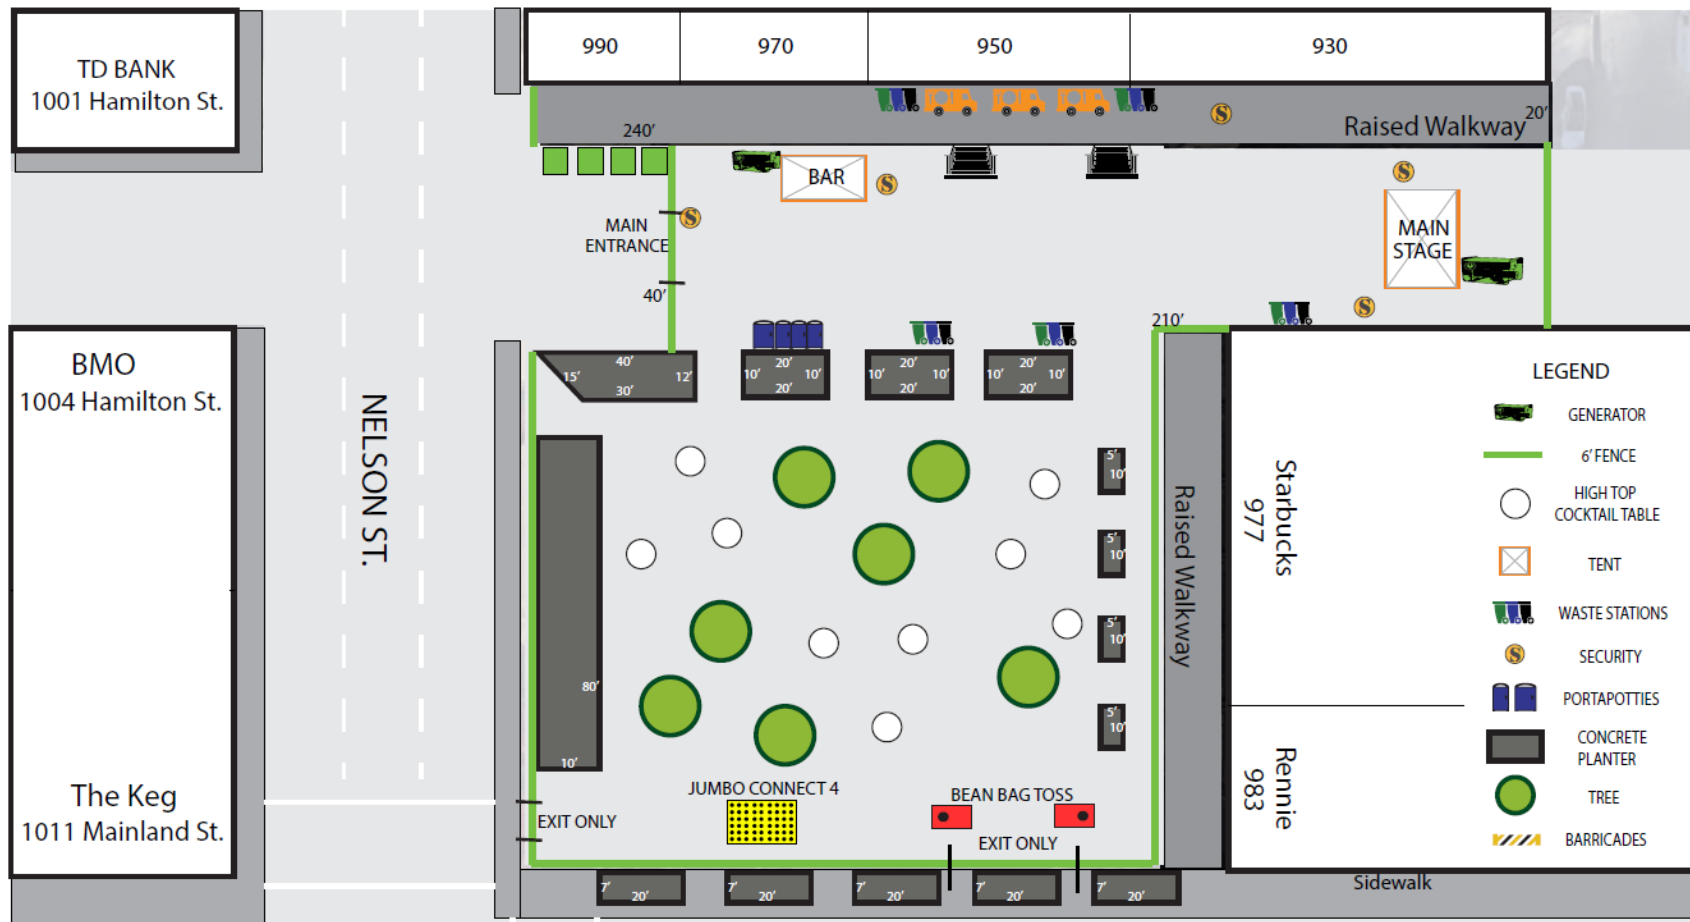 TD BANK
1001 Hamilton St.
990
970
950
930
240'
Raised Walkway
20'
BAR
S
S
S
S
S
MAIN
ENTRANCE
40'
MAIN
STAGE
210'
BMO
1004 Hamilton St.
NELSON ST.
40'
15'
12'
30'
20'
10'
10'
20'
20'
10'
10'
20'
20'
10'
10'
20'
5'
10'
5'
10'
5'
10'
5'
10'
80'
10'
Raised Walkway
Starbucks
977
Rennie
983
The Keg
1011 Mainland St.
JUMBO CONNECT 4
BEAN BAG TOSS
EXIT ONLY
EXIT ONLY
7'
20'
7'
20'
7'
20'
7'
20'
7'
20'
Sidewalk
LEGEND
GENERATOR
6' FENCE
HIGH TOP
COCKTAIL TABLE
TENT
WASTE STATIONS
S
SECURITY
PORTAPOTTIES
CONCRETE
PLANTER
TREE
BARRICADES